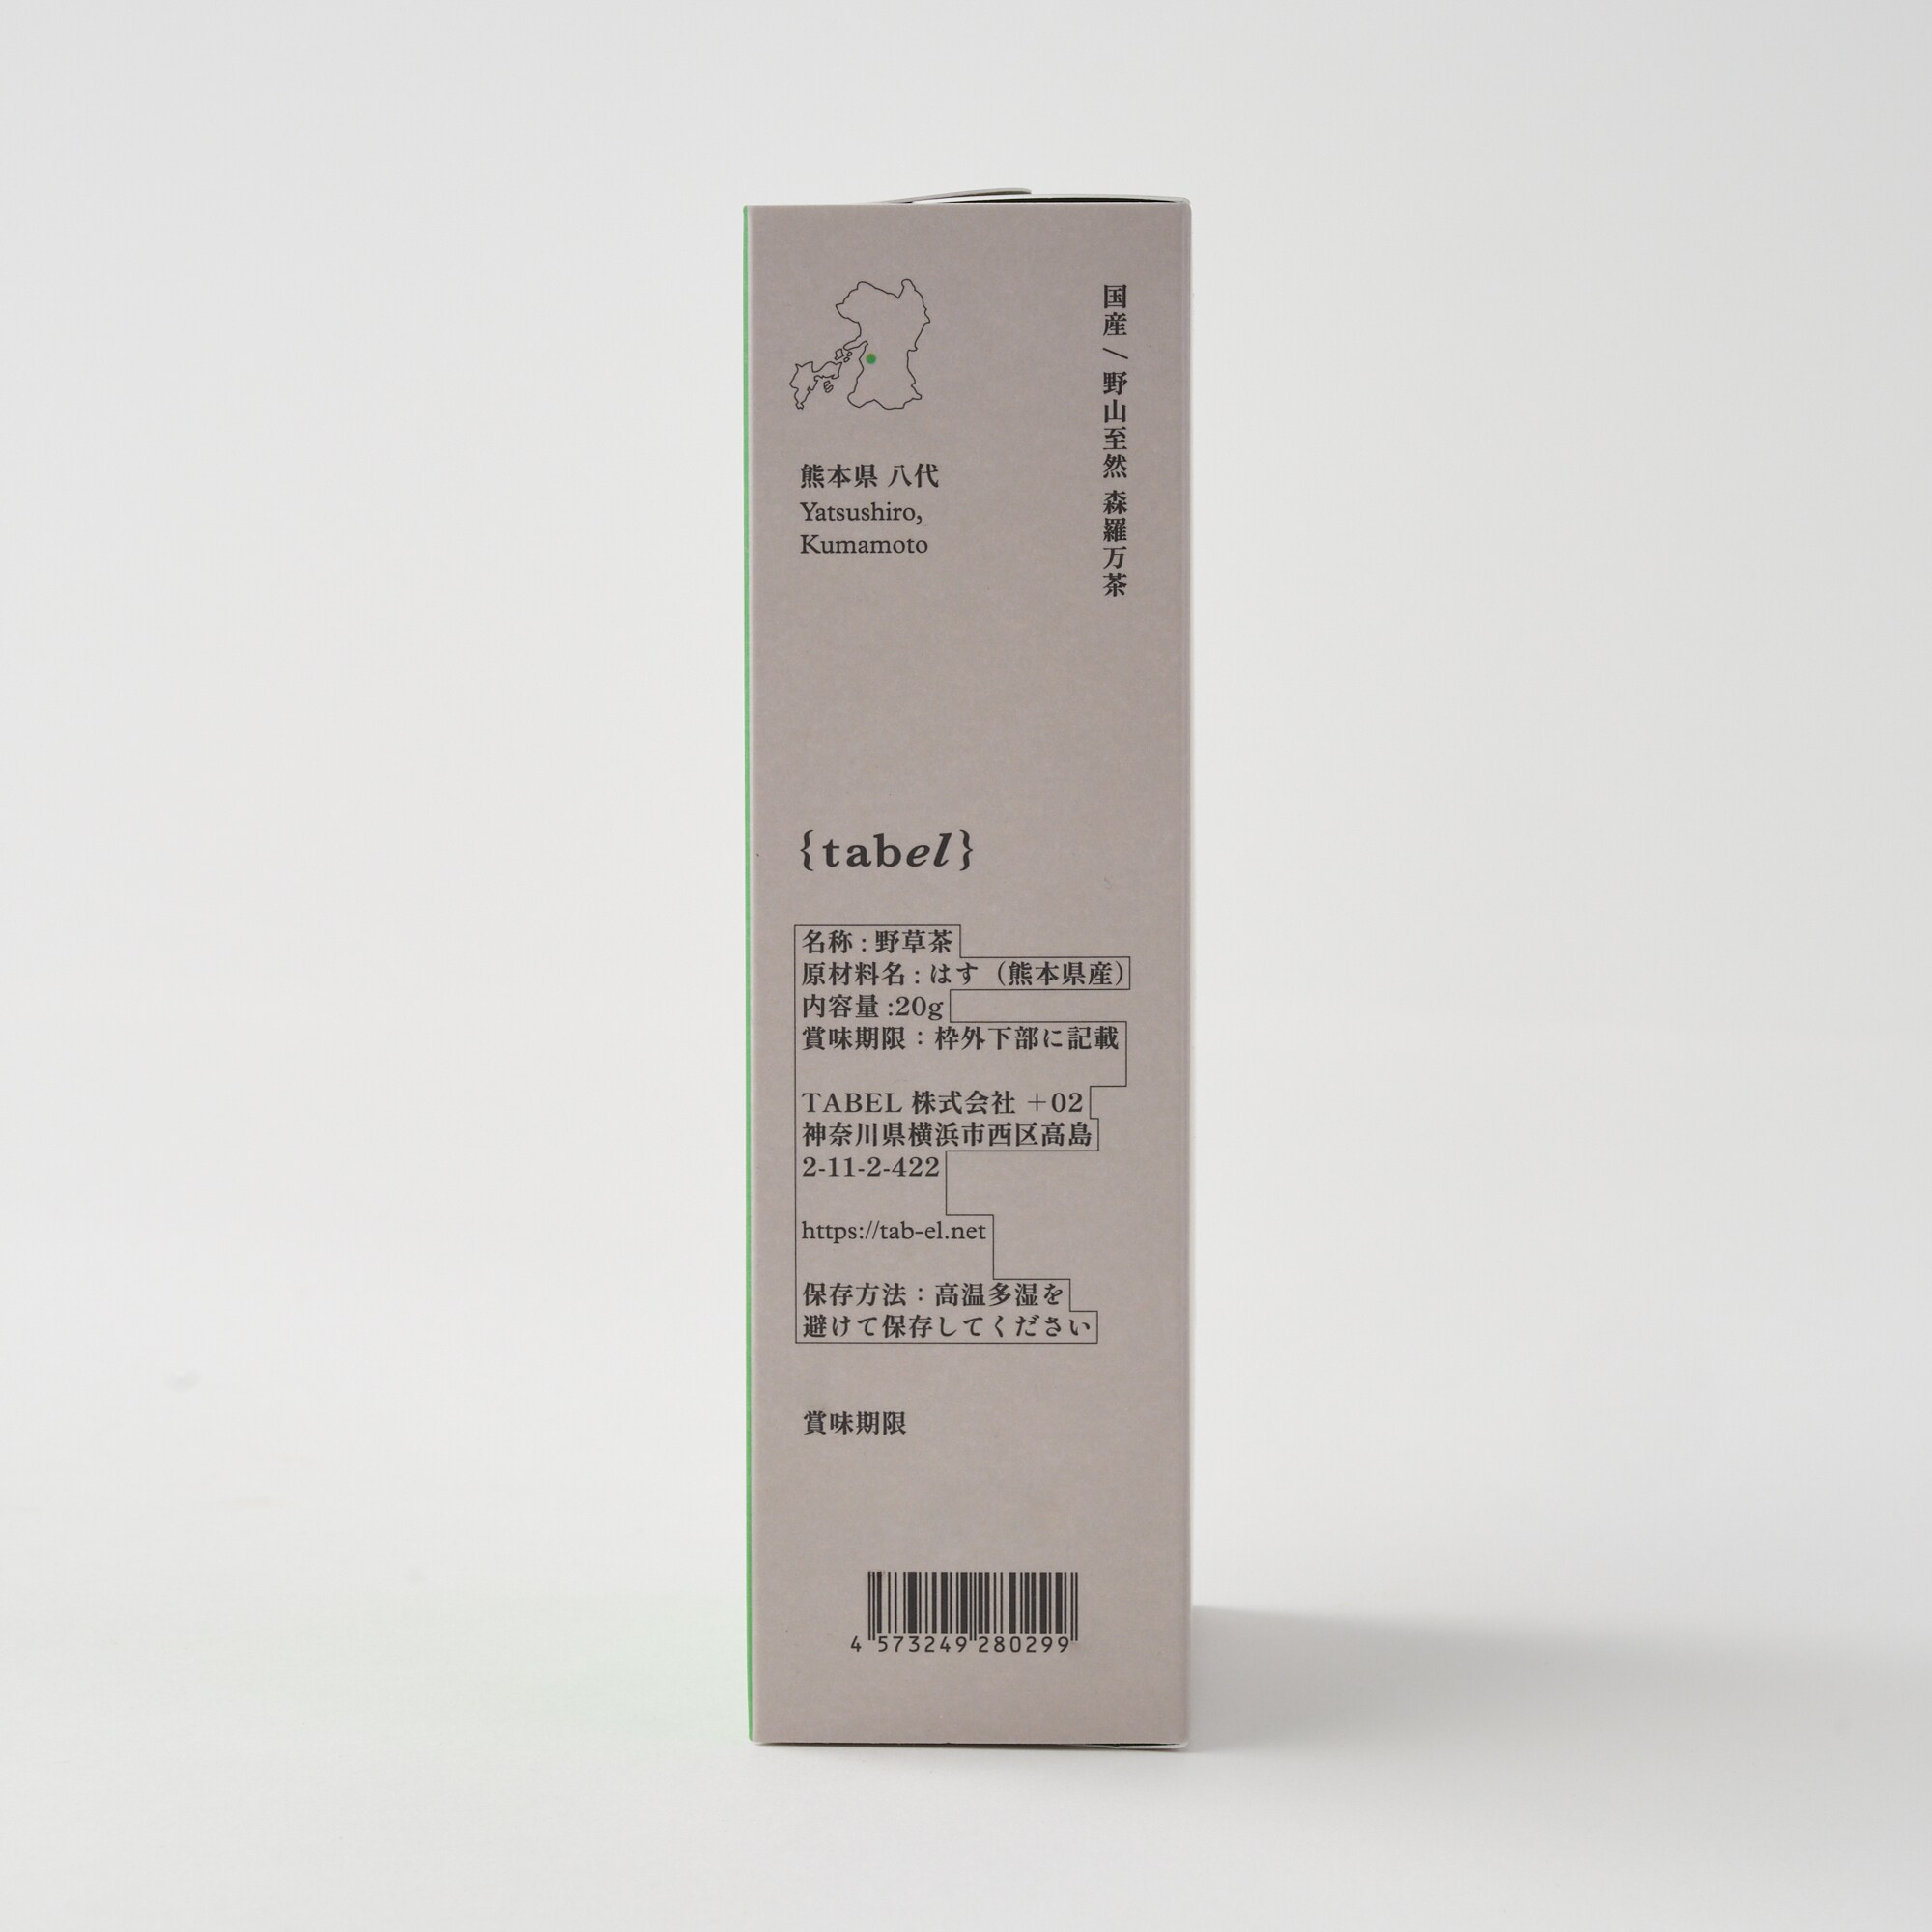 国産 / 野山至然 森羅万茶
熊本県 八代
Yatsushiro,
Kumamoto
{tabel}
名称 : 野草茶
原材料名 : はす（熊本県産）
内容量 :20g
賞味期限：枠外下部に記載
TABEL 株式会社 +02
神奈川県横浜市西区高島
2-11-2-422
https://tab-el.net
保存方法：高温多湿を
避けて保存してください
賞味期限
4 573249 280299